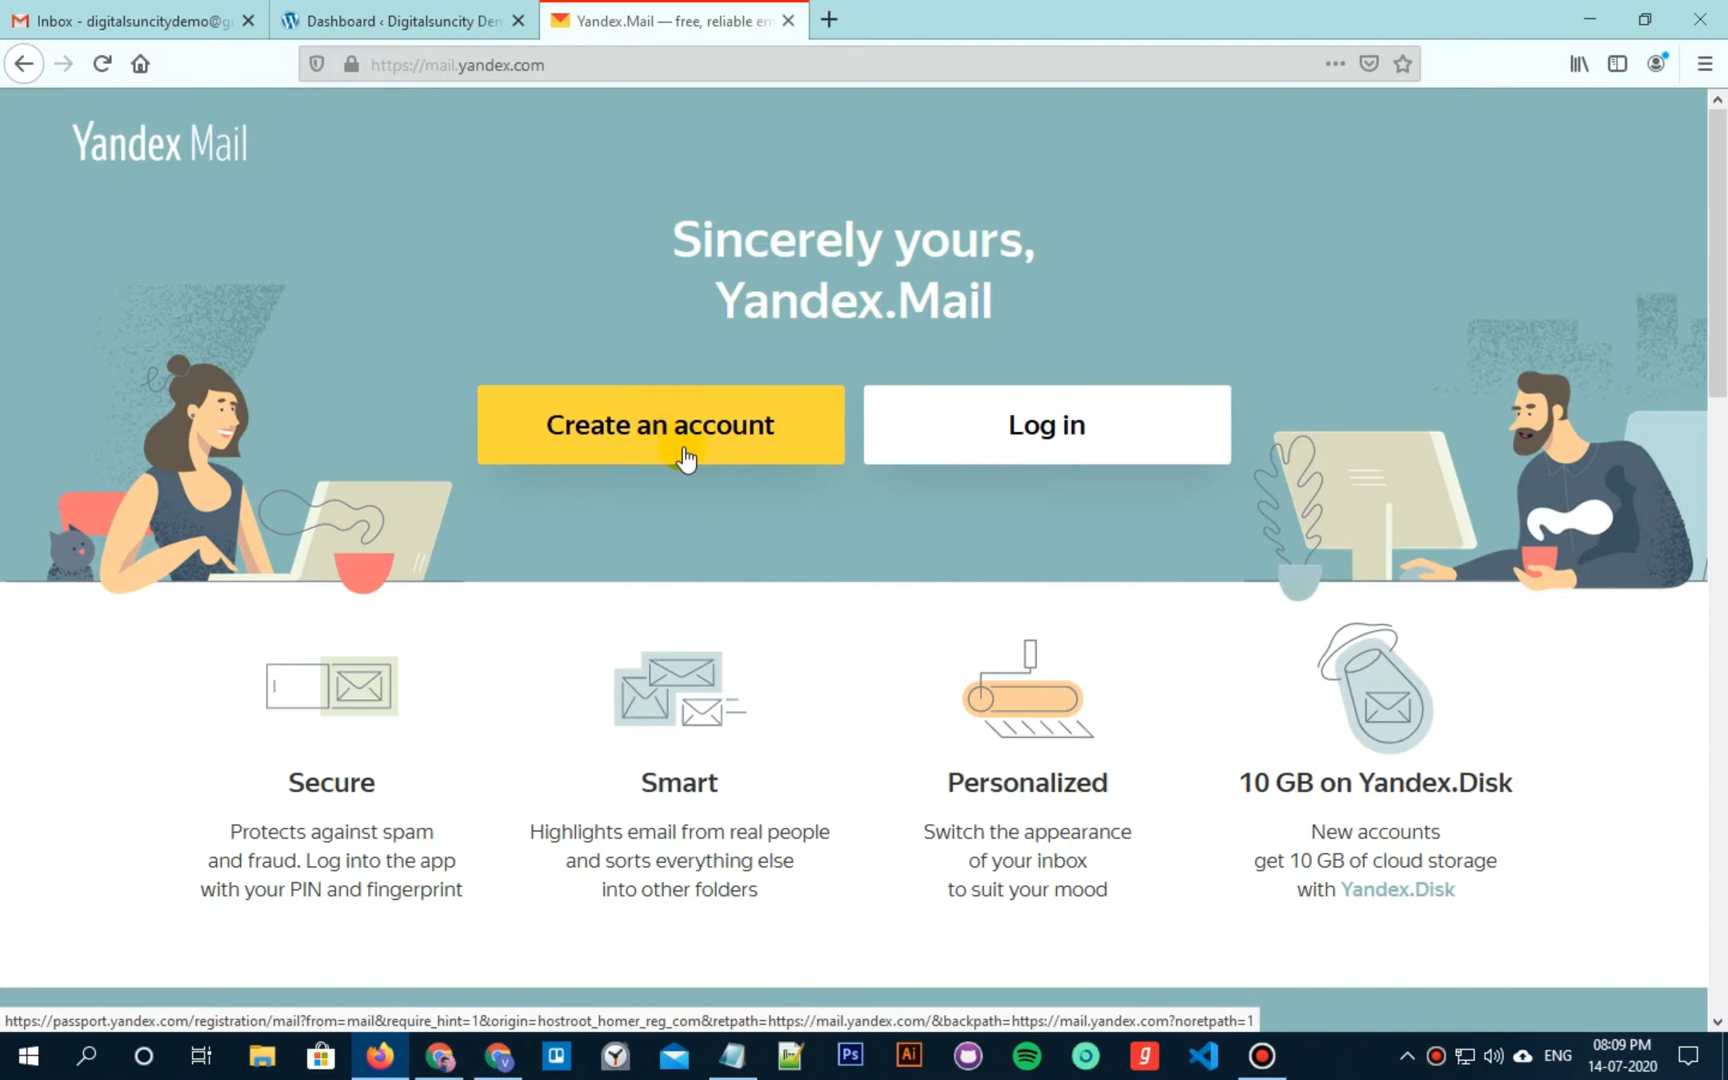 Inbox - digitalsuncitydemo@g
Dashboard ‹ Digitalsuncity Dem
Yandex.Mail — free, reliable em
https://mail.yandex.com
Yandex Mail
Sincerely yours,
Yandex.Mail
Create an account
Log in
Secure
Protects against spam
and fraud. Log into the app
with your PIN and fingerprint
Smart
Highlights email from real people
and sorts everything else
into other folders
Personalized
Switch the appearance
of your inbox
to suit your mood
10 GB on Yandex.Disk
New accounts
get 10 GB of cloud storage
with Yandex.Disk
https://passport.yandex.com/registration/mail?from=mail&require_hint=1&origin=hostroot_homer_reg_com&retpath=https://mail.yandex.com/&backpath=https://mail.yandex.com?noretpath=1
Ps
Ai
g
V
ENG
08:09 PM
14-07-2020